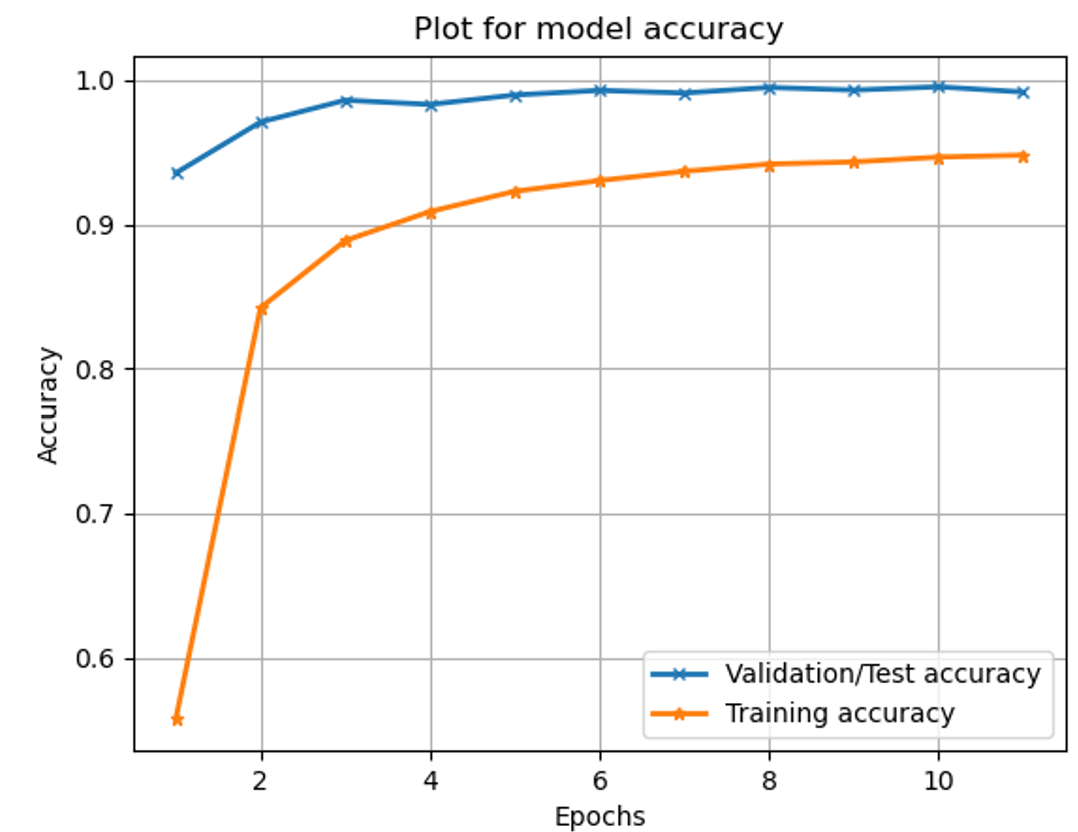 Plot for model accuracy
1.0
0.9
0.8
0.7
0.6
Accuracy
2 4 6 8 10
Epochs
Validation/Test accuracy
Training accuracy